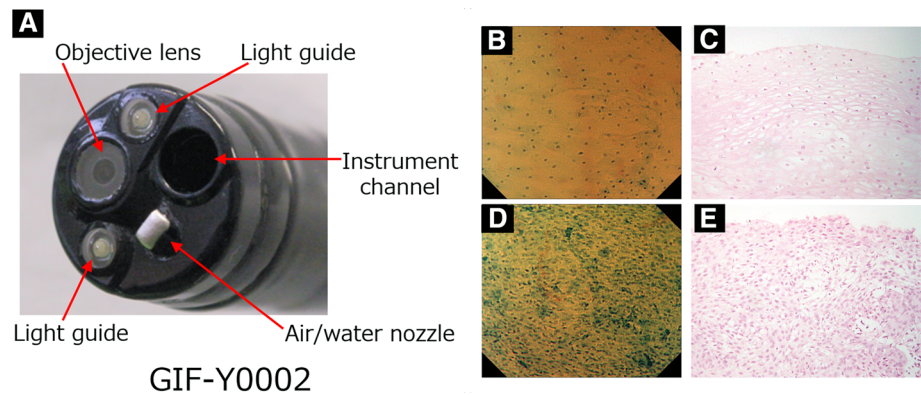 A
Objective lens
Light guide
Instrument
channel
Light guide
Air/water nozzle
GIF-Y0002
B
C
D
E